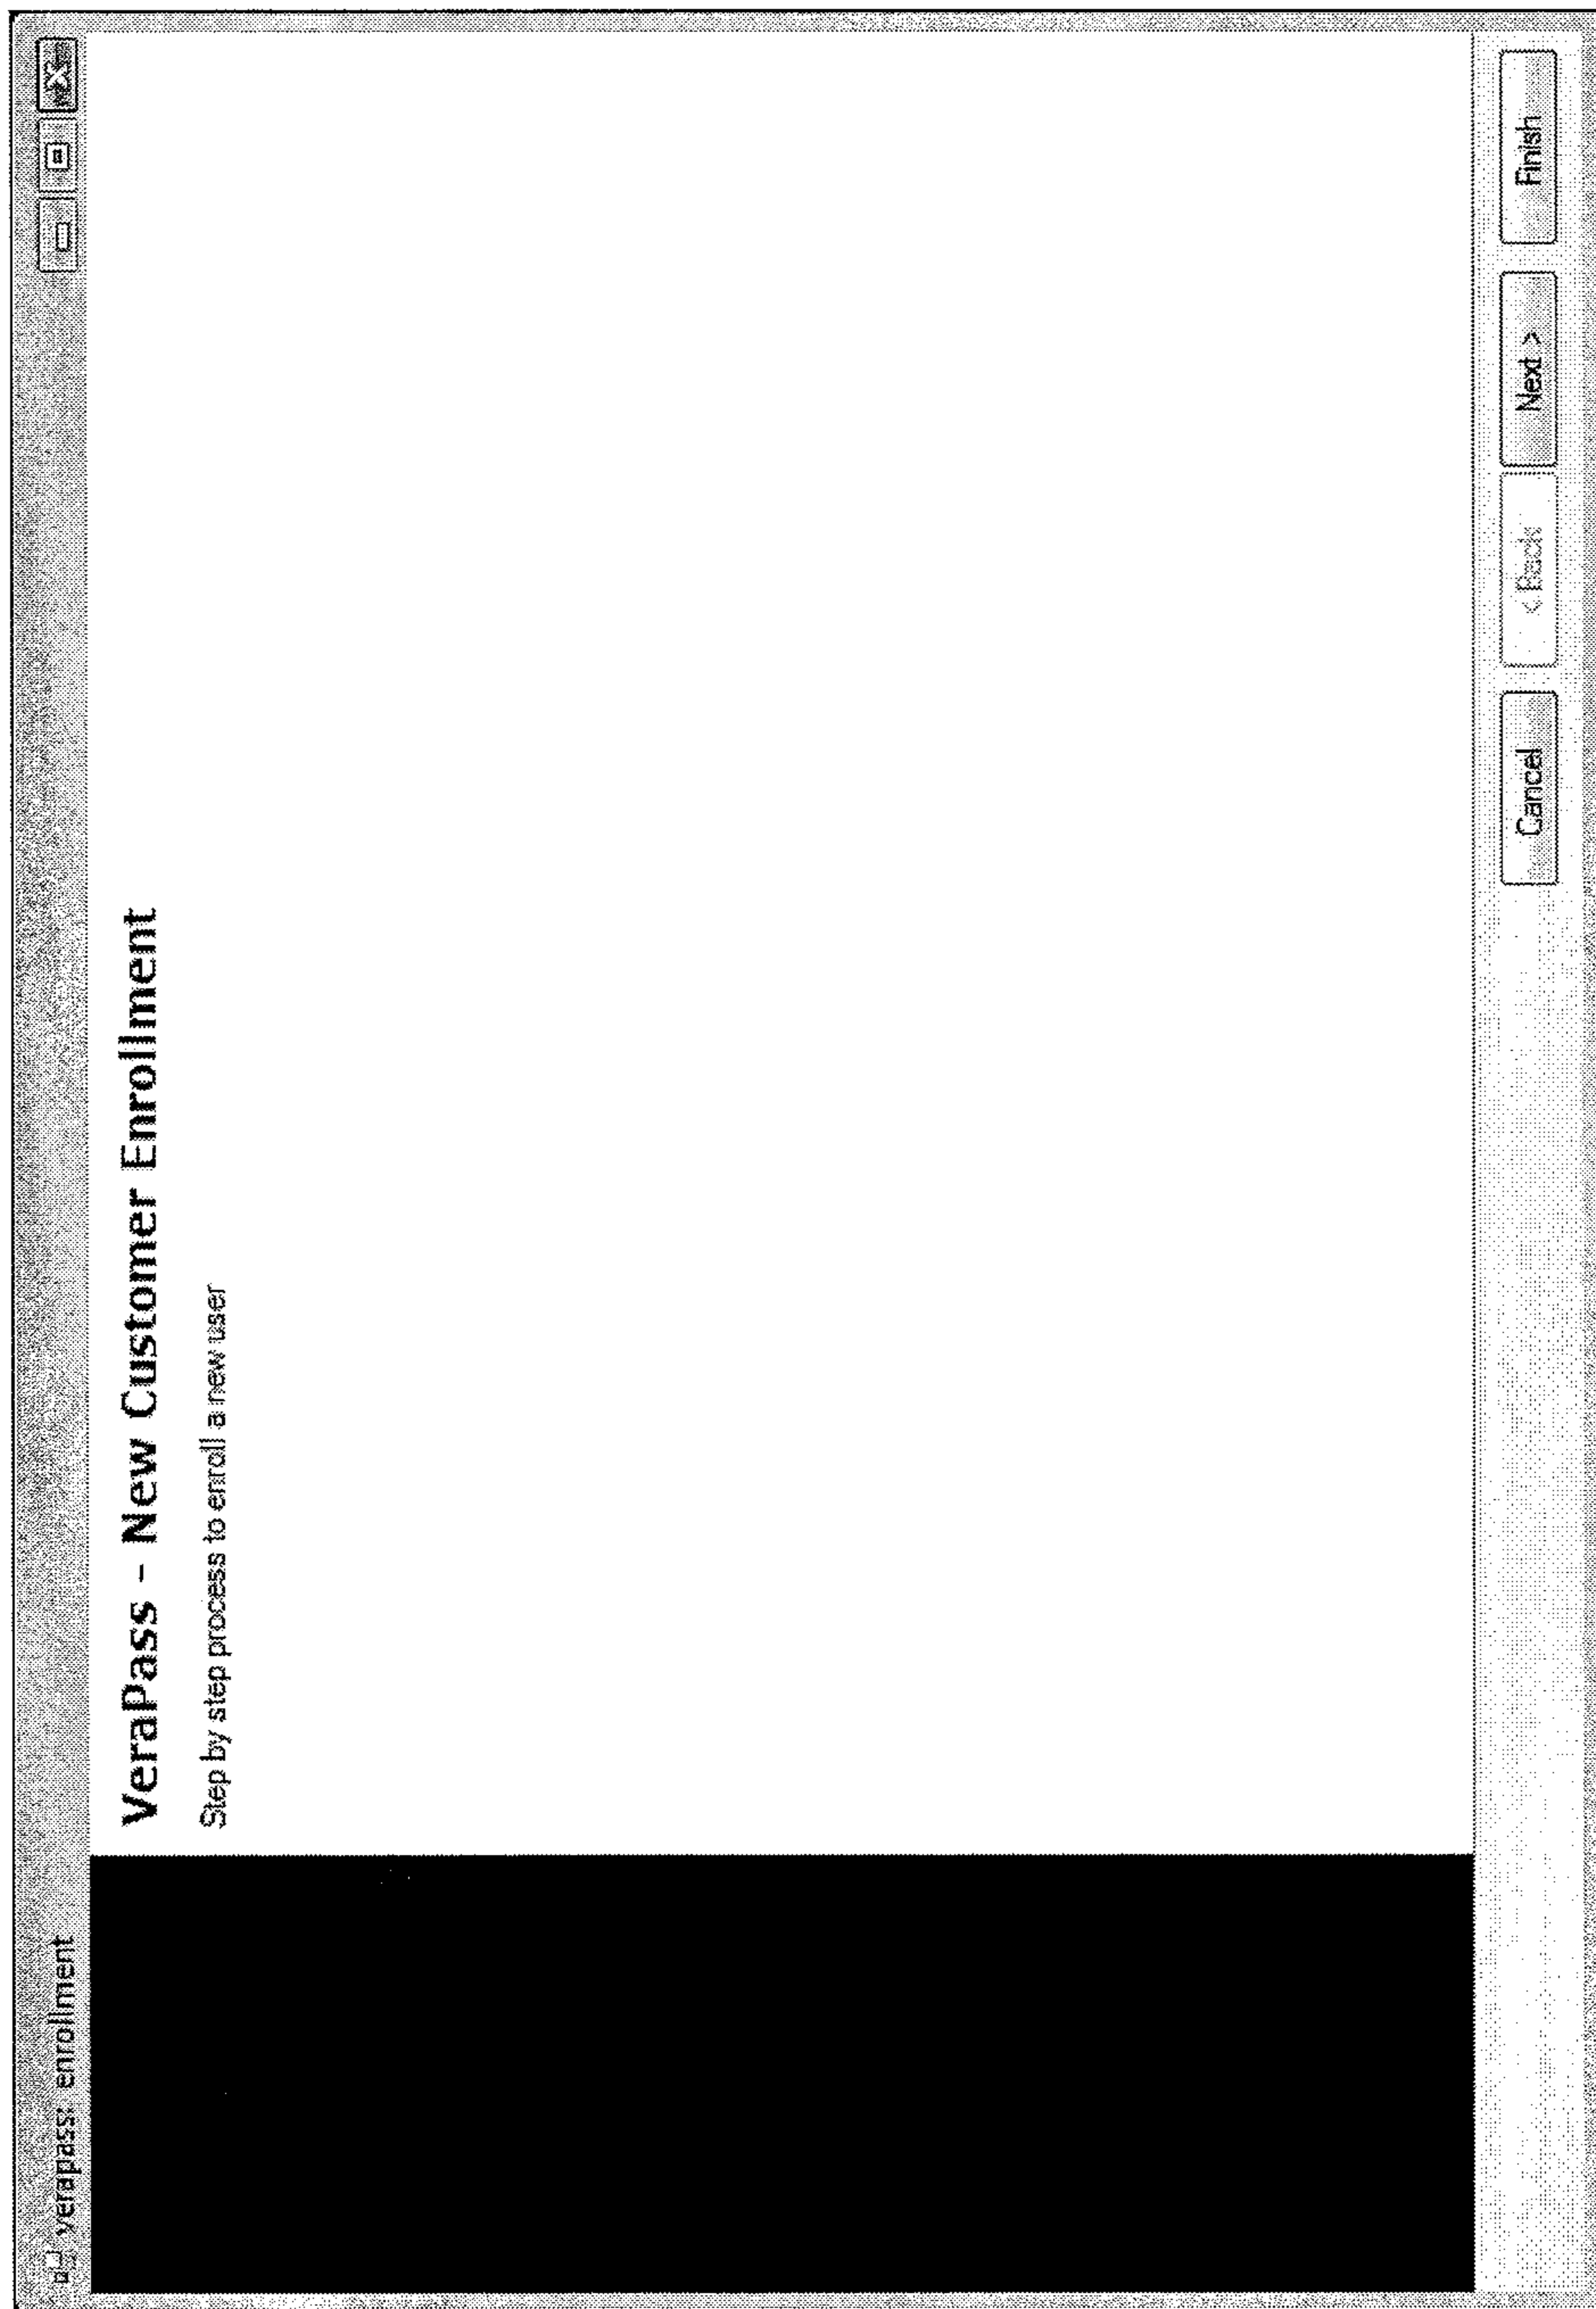 verapass: enrollment
VeraPass - New Customer Enrollment
Step by step process to enroll a new user
Cancel
< Back
Next >
Finish